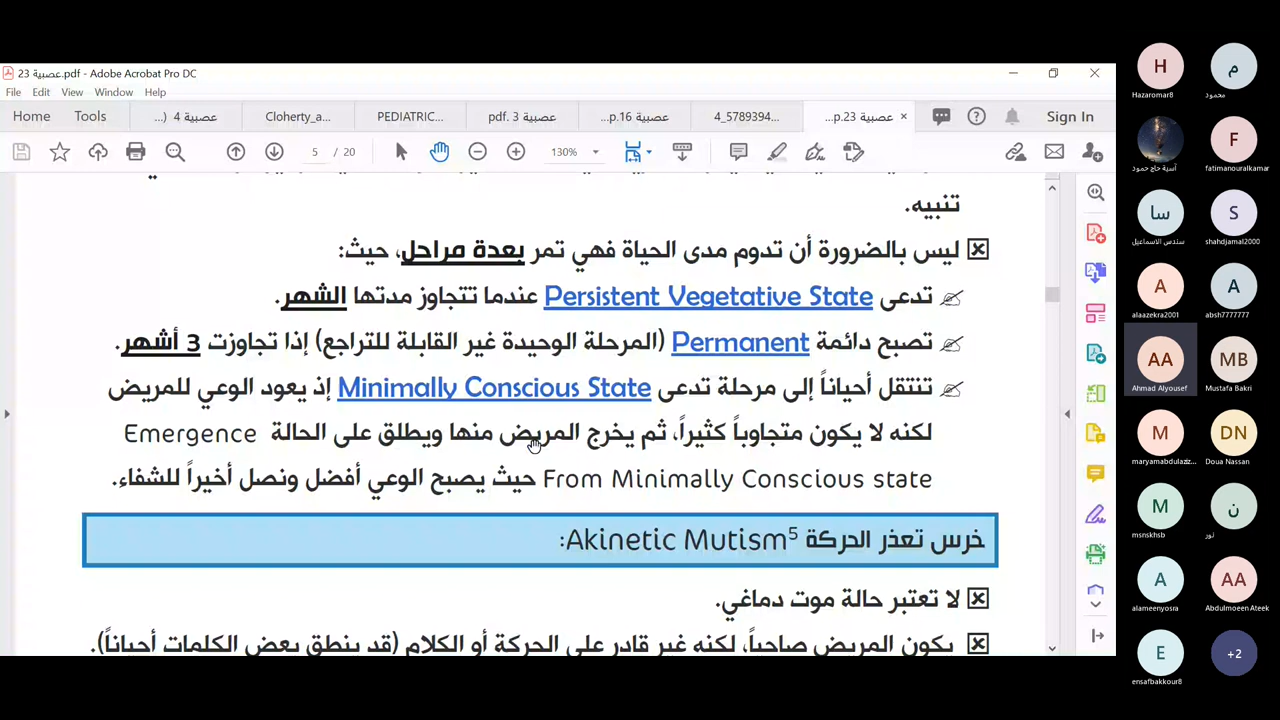 عصبية 23.pdf - Adobe Acrobat Pro DC
File Edit View Window Help
Home Tools عصبية 4 (... Cloherty_a... PEDIATRIC... عصبية 3 .pdf عصبية 16.p... 4_5789394... عصبية 23.p... × Sign In
5 / 20 130%
تنبيه.
ليس بالضرورة أن تدوم مدى الحياة فهي تمر بعدة مراحل، حيث:
تدعى Persistent Vegetative State عندما تتجاوز مدتها الشهر.
تصبح دائمة Permanent (المرحلة الوحيدة غير القابلة للتراجع) إذا تجاوزت 3 أشهر.
تنتقل أحياناً إلى مرحلة تدعى Minimally Conscious State إذ يعود الوعي للمريض
لكنه لا يكون متجاوباً كثيراً، ثم يخرج المريض منها ويطلق على الحالة Emergence
From Minimally Conscious state حيث يصبح الوعي أفضل ونصل أخيراً للشفاء.
خرس تعذر الحركة Akinetic Mutism⁵:
لا تعتبر حالة موت دماغي.
يكون المريض صاحياً، لكنه غير قادر على الحركة أو الكلام (قد ينطق بعض الكلمات أحياناً).
H م
Hazaromar8 محمود
F
آسية حاج حمود fatimanouralkamar
سا S
سندس الاسماعيل shahdjamal2000
A A
alaazekra2001 absh7777777
AA MB
Ahmad Alyousef Mustafa Bakri
M DN
maryamabdulaziz... Doua Nassan
M ن
msnskhsb نور
A AA
alameenyosra Abdulmoeen Ateek
E +2
ensafbakkour8